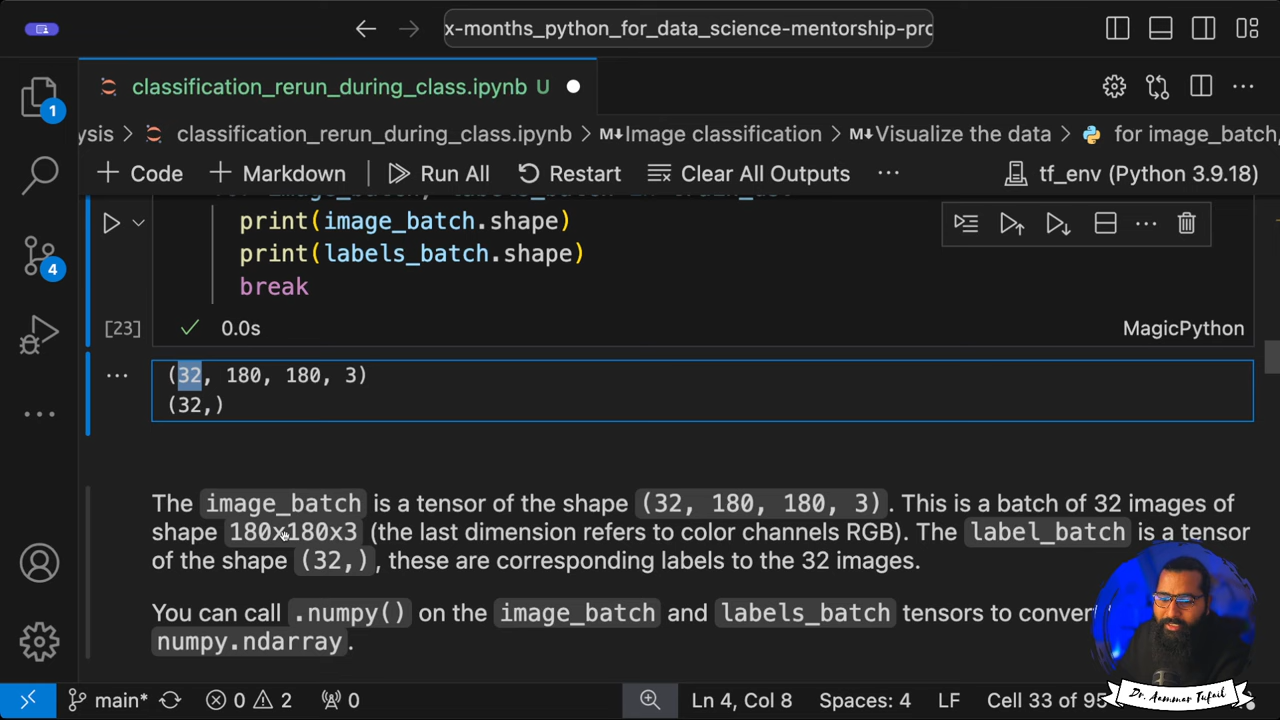 x-months_python_for_data_science-mentorship-pro
classification_rerun_during_class.ipynb U
ysis > classification_rerun_during_class.ipynb > M↓Image classification > M↓Visualize the data > for image_batch,
+ Code + Markdown Run All Restart Clear All Outputs ··· tf_env (Python 3.9.18)
print(image_batch.shape)
print(labels_batch.shape)
break
[23] 0.0s MagicPython
(32, 180, 180, 3)
(32,)
The image_batch is a tensor of the shape (32, 180, 180, 3). This is a batch of 32 images of
shape 180x180x3 (the last dimension refers to color channels RGB). The label_batch is a tensor
of the shape (32,), these are corresponding labels to the 32 images.
You can call .numpy() on the image_batch and labels_batch tensors to convert
numpy.ndarray.
1
4
main* 0 2 0 Ln 4, Col 8 Spaces: 4 LF Cell 33 of 95
Dr. Aammar Tufail